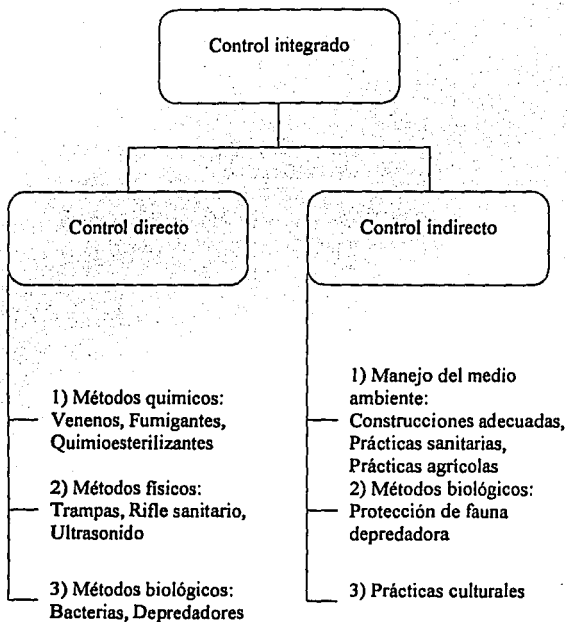 Control integrado
Control directo
1) Métodos quimicos:
Venenos, Fumigantes,
Quimioesterilizantes
2) Métodos físicos:
Trampas, Rifle sanitario,
Ultrasonido
3) Métodos biológicos:
Bacterias, Depredadores
Control indirecto
1) Manejo del medio
ambiente:
Construcciones adecuadas,
Prácticas sanitarias,
Prácticas agrícolas
2) Métodos biológicos:
Protección de fauna
depredadora
3) Prácticas culturales